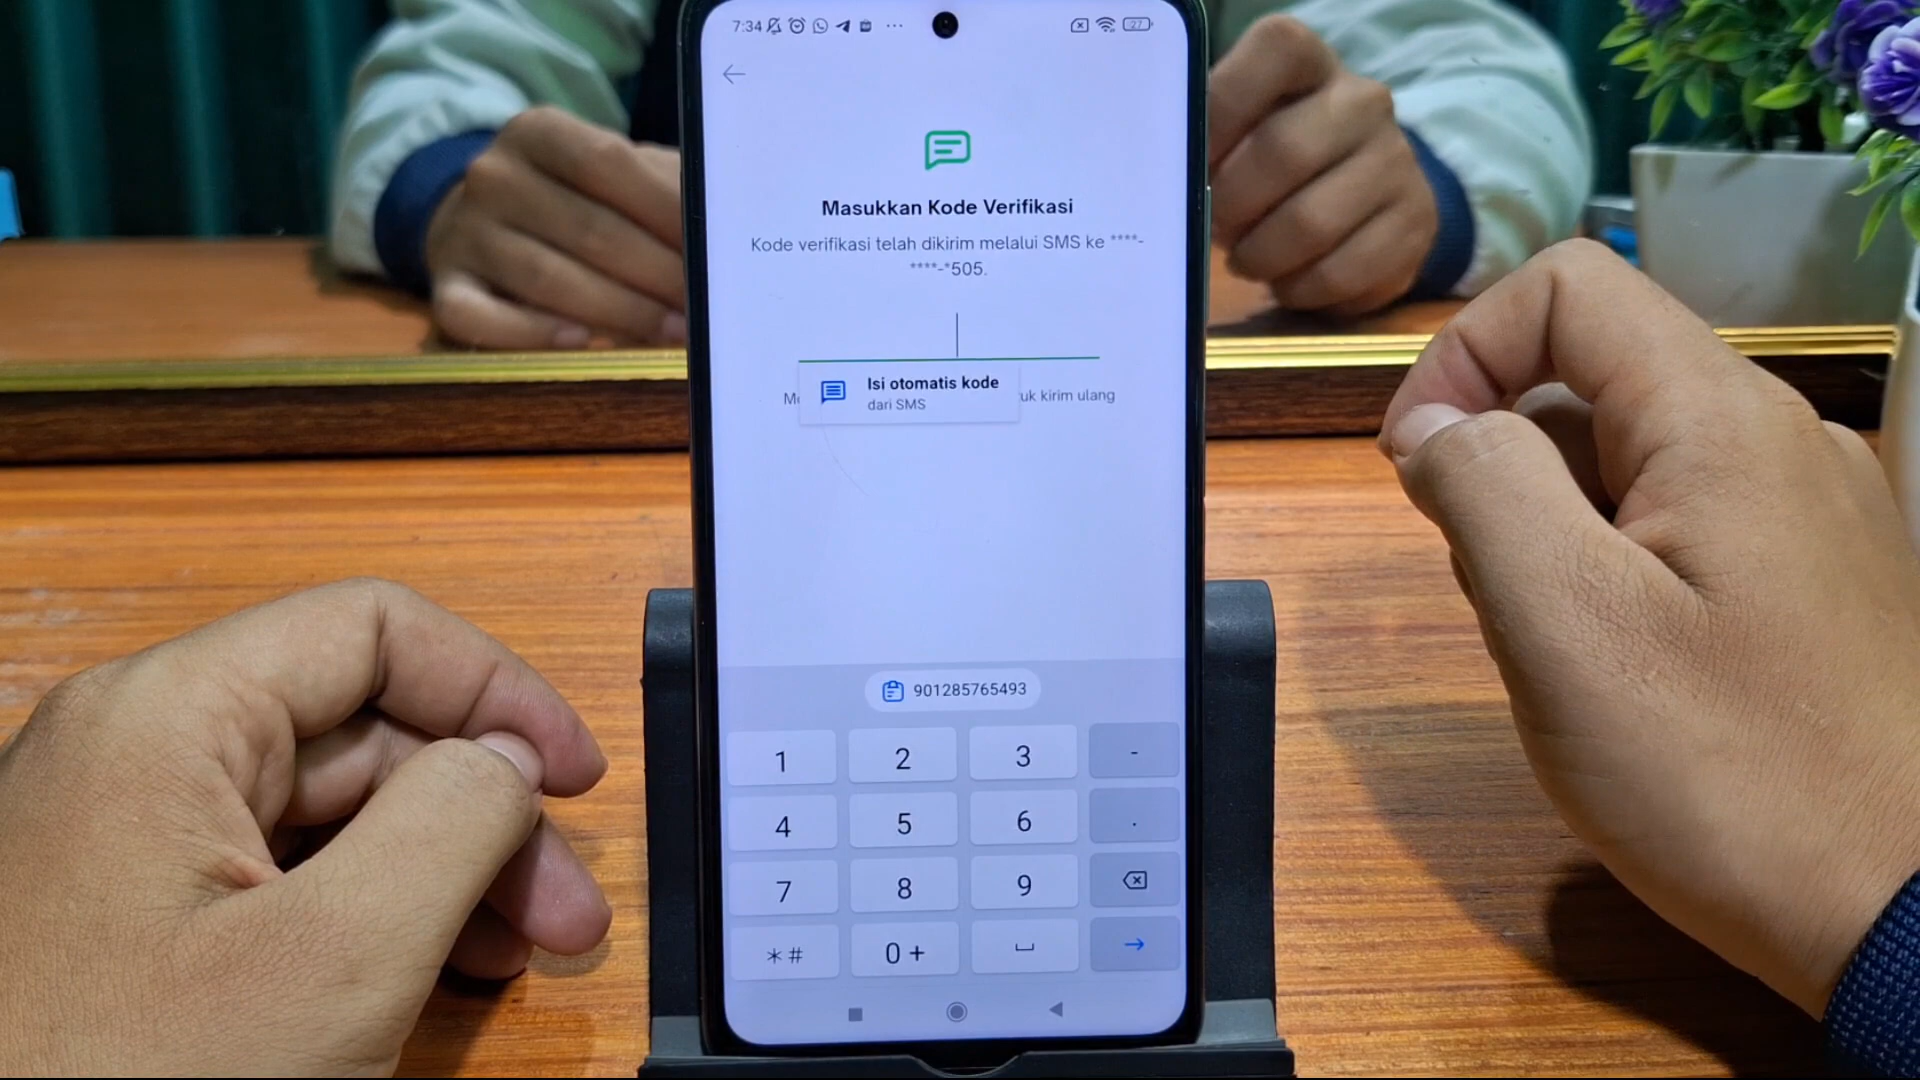 7:34 ... 27
Masukkan Kode Verifikasi
Kode verifikasi telah dikirim melalui SMS ke ****-
****-*505.
Isi otomatis kode
dari SMS
kirim ulang
901285765493
1 2 3 -
4 5 6 .
7 8 9
*# 0 +